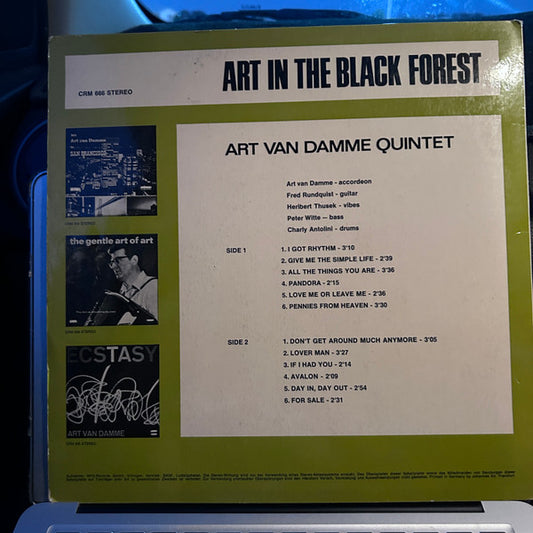 ART IN THE BLACK FOREST
CRM 666 STEREO
Art van Damme
SAN FRANCISCO
the gentle art of art
ECSTASY
ART VAN DAMME
ART VAN DAMME QUINTET
Art van Damme - accordeon
Fred Rundquist - guitar
Heribert Thusek - vibes
Peter Witte - bass
Charly Antolini - drums
SIDE 1
1. I GOT RHYTHM - 3'10
2. GIVE ME THE SIMPLE LIFE - 2'39
3. ALL THE THINGS YOU ARE - 3'36
4. PANDORA - 2'15
5. LOVE ME OR LEAVE ME - 2'36
6. PENNIES FROM HEAVEN - 3'30
SIDE 2
1. DON'T GET AROUND MUCH ANYMORE - 3'05
2. LOVER MAN - 3'27
3. IF I HAD YOU - 2'14
4. AVALON - 2'09
5. DAY IN, DAY OUT - 2'54
6. FOR SALE - 2'31